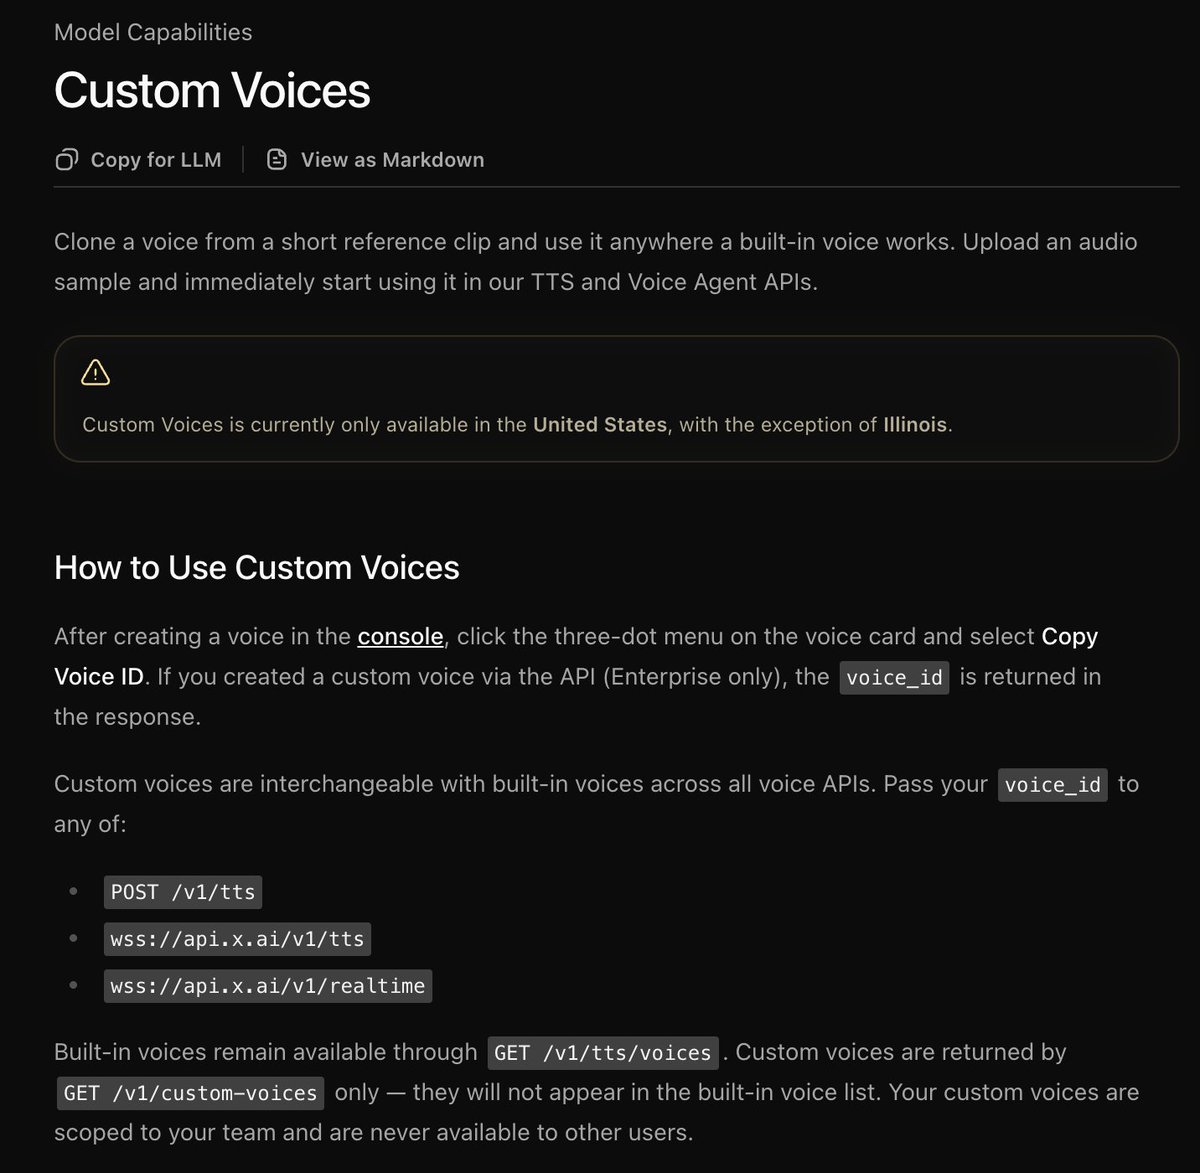 Model Capabilities
Custom Voices
Copy for LLM
View as Markdown
Clone a voice from a short reference clip and use it anywhere a built-in voice works. Upload an audio
sample and immediately start using it in our TTS and Voice Agent APIs.
Custom Voices is currently only available in the United States, with the exception of Illinois.
How to Use Custom Voices
After creating a voice in the console, click the three-dot menu on the voice card and select Copy
Voice ID. If you created a custom voice via the API (Enterprise only), the voice_id is returned in
the response.
Custom voices are interchangeable with built-in voices across all voice APIs. Pass your voice_id to
any of:
• POST /v1/tts
• wss://api.x.ai/v1/tts
• wss://api.x.ai/v1/realtime
Built-in voices remain available through GET /v1/tts/voices. Custom voices are returned by
GET /v1/custom-voices only — they will not appear in the built-in voice list. Your custom voices are
scoped to your team and are never available to other users.